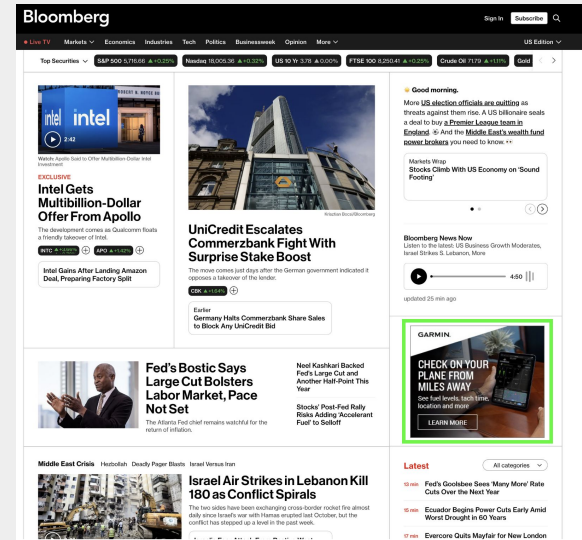 Bloomberg
Sign In
Subscribe
Live TV
Markets
Economics
Industries
Tech
Politics
Businessweek
Opinion
More
US Edition
Top Securities
S&P 500 5,716.66 ▲+0.25%
Nasdaq 18,005.36 ▲+0.32%
US 10 Yr 3.78 ▲0.00%
FTSE 100 8,250.41 ▲+0.25%
Crude Oil 71.79 ▲+1.11%
Gold
intel intel
2:42
Watch: Apollo Said to Offer Multibillion-Dollar Intel
Investment
EXCLUSIVE
Intel Gets
Multibillion-Dollar
Offer From Apollo
The development comes as Qualcomm floats
a friendly takeover of Intel.
INTC
APO ▲+1.42%
Intel Gains After Landing Amazon
Deal, Preparing Factory Split
UniCredit Escalates
Commerzbank Fight With
Surprise Stake Boost
The move comes just days after the German government indicated it
opposes a takeover of the lender.
CBK ▲+1.84%
Earlier
Germany Halts Commerzbank Share Sales
to Block Any UniCredit Bid
Good morning.
More US election officials are quitting as
threats against them rise. A US billionaire seals
a deal to buy a Premier League team in
England. And the Middle East's wealth fund
power brokers you need to know.
Markets Wrap
Stocks Climb With US Economy on 'Sound
Footing'
Bloomberg News Now
Listen to the latest: US Business Growth Moderates,
Israel Strikes S. Lebanon, More
4:50
updated 25 min ago
GARMIN.
CHECK ON YOUR
PLANE FROM
MILES AWAY
See fuel levels, tach time,
location and more
LEARN MORE
Fed's Bostic Says
Large Cut Bolsters
Labor Market, Pace
Not Set
The Atlanta Fed chief remains watchful for the
return of inflation.
Neel Kashkari Backed
Fed's Large Cut and
Another Half-Point This
Year
Stocks' Post-Fed Rally
Risks Adding 'Accelerant
Fuel' to Selloff
Middle East Crisis
Hezbollah
Deadly Pager Blasts
Israel Versus Iran
Israel Air Strikes in Lebanon Kill
180 as Conflict Spirals
The two sides have been exchanging cross-border rocket fire almost
daily since Israel's war with Hamas erupted last October, but the
conflict has stepped up a level in the past week.
Latest
All categories
13 min Fed's Goolsbee Sees 'Many More' Rate
Cuts Over the Next Year
15 min Ecuador Begins Power Cuts Early Amid
Worst Drought in 60 Years
17 min Evercore Quits Mayfair for New London